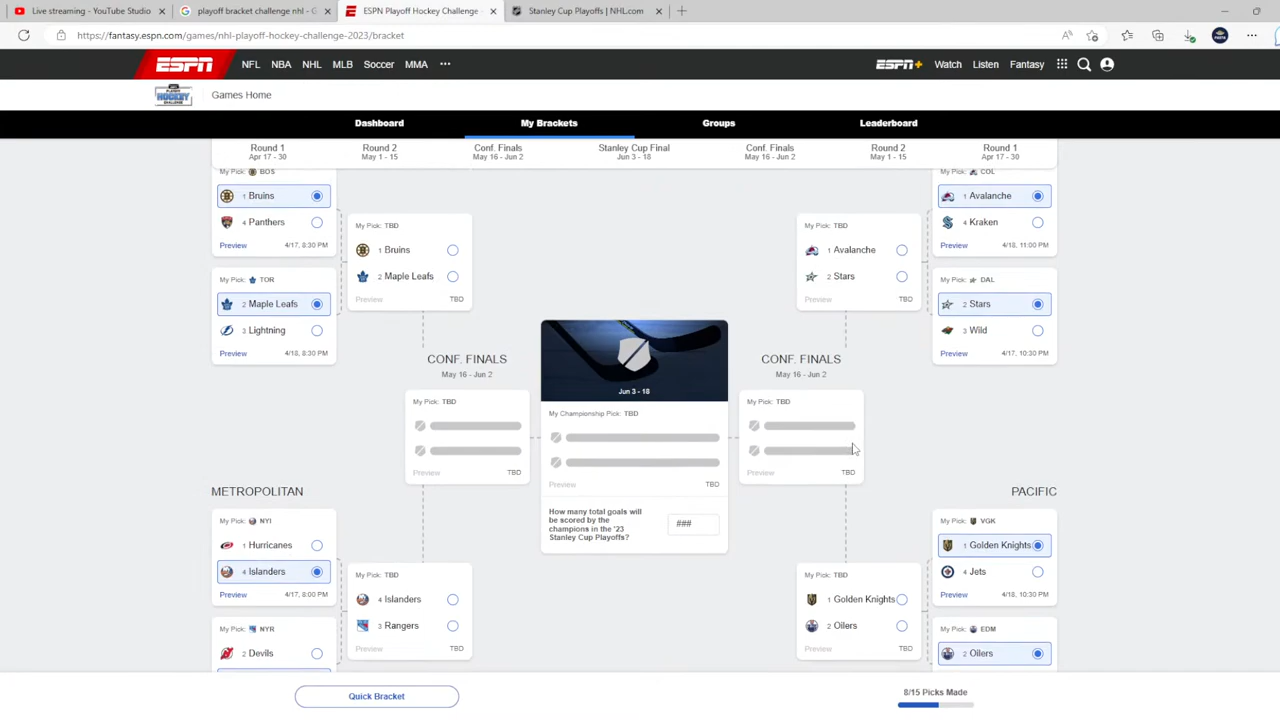 Live streaming - YouTube Studio
playoff bracket challenge nhl - G
ESPN Playoff Hockey Challenge -
Stanley Cup Playoffs | NHL.com
https://fantasy.espn.com/games/nhl-playoff-hockey-challenge-2023/bracket
ESPN NFL NBA NHL MLB Soccer MMA
ESPN+ Watch Listen Fantasy
HOCKEY Games Home
Dashboard My Brackets Groups Leaderboard
Round 1 Round 2 Conf. Finals Stanley Cup Final Conf. Finals Round 2 Round 1
Apr 17 - 30 May 1 - 15 May 16 - Jun 2 Jun 3 - 18 May 16 - Jun 2 May 1 - 15 Apr 17 - 30
My Pick: BOS
1 Bruins
4 Panthers
Preview 4/17, 8:30 PM
My Pick: TOR
2 Maple Leafs
3 Lightning
Preview 4/18, 8:30 PM
My Pick: TBD
1 Bruins
2 Maple Leafs
Preview TBD
My Pick: TBD
1 Avalanche
2 Stars
Preview TBD
My Pick: COL
1 Avalanche
4 Kraken
Preview 4/18, 11:00 PM
My Pick: DAL
2 Stars
3 Wild
Preview 4/17, 10:30 PM
CONF. FINALS
May 16 - Jun 2
My Pick: TBD
Preview TBD
Jun 3 - 18
My Championship Pick: TBD
Preview TBD
How many total goals will
be scored by the
champions in the '23
Stanley Cup Playoffs?
###
CONF. FINALS
May 16 - Jun 2
My Pick: TBD
Preview TBD
METROPOLITAN
My Pick: NYI
1 Hurricanes
4 Islanders
Preview 4/17, 8:00 PM
My Pick: NYR
2 Devils
My Pick: TBD
4 Islanders
3 Rangers
Preview TBD
My Pick: TBD
1 Golden Knights
2 Oilers
Preview TBD
PACIFIC
My Pick: VGK
1 Golden Knights
4 Jets
Preview 4/18, 10:30 PM
My Pick: EDM
2 Oilers
Quick Bracket
8/15 Picks Made